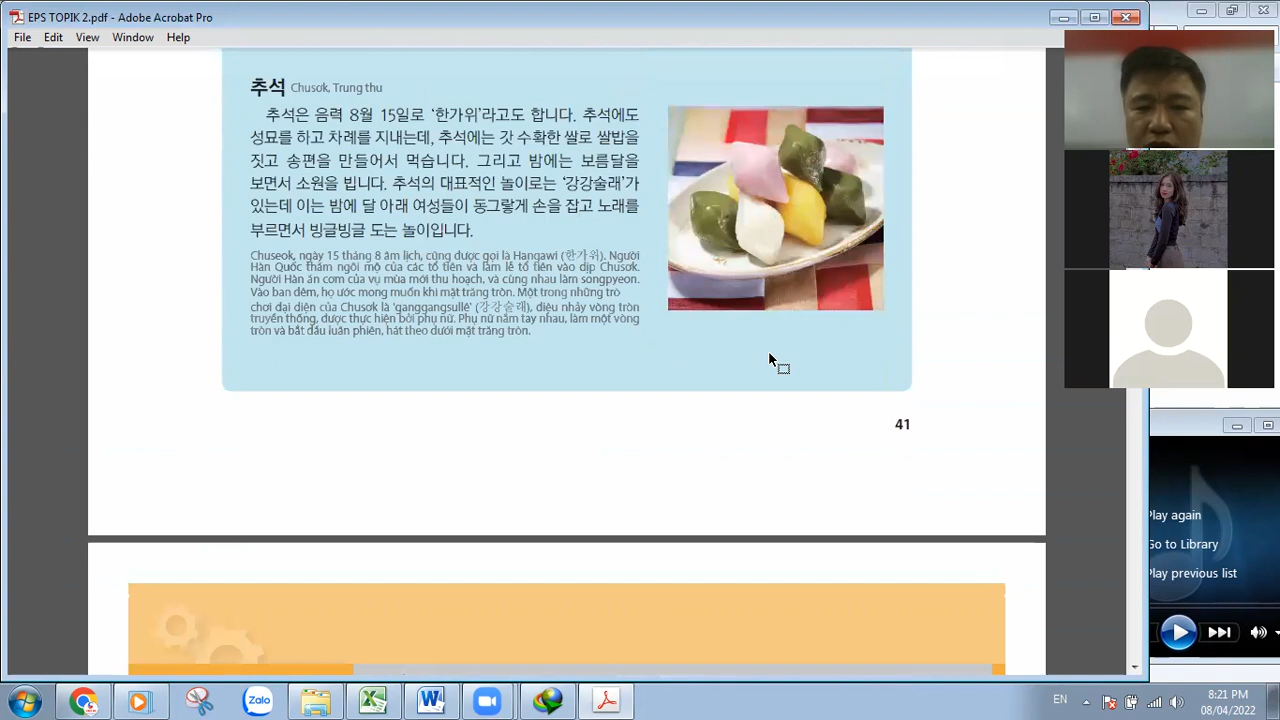 EPS TOPIK 2.pdf - Adobe Acrobat Pro
File Edit View Window Help
추석 Chusơk, Trung thu
추석은 음력 8월 15일로 ‘한가위’라고도 합니다. 추석에도
성묘를 하고 차례를 지내는데, 추석에는 갓 수확한 쌀로 쌀밥을
짓고 송편을 만들어서 먹습니다. 그리고 밤에는 보름달을
보면서 소원을 빕니다. 추석의 대표적인 놀이로는 ‘강강술래’가
있는데 이는 밤에 달 아래 여성들이 동그랗게 손을 잡고 노래를
부르면서 빙글빙글 도는 놀이입니다.
Chuseok, ngày 15 tháng 8 âm lịch, cũng được gọi là Hangawi (한가위). Người
Hàn Quốc thăm ngôi mộ của các tổ tiên và làm lễ tổ tiên vào dịp Chusơk.
Người Hàn ăn cơm của vụ mùa mới thu hoạch, và cùng nhau làm songpyeon.
Vào ban đêm, họ ước mong muốn khi mặt trăng tròn. Một trong những trò
chơi đại diện của Chusơk là 'ganggangsullê' (강강술래), điệu nhảy vòng tròn
truyền thống, được thực hiện bởi phụ nữ. Phụ nữ nắm tay nhau, làm một vòng
tròn và bắt đầu luân phiên, hát theo dưới mặt trăng tròn.
41
Play again
Go to Library
Play previous list
Zalo
EN
8:21 PM
08/04/2022